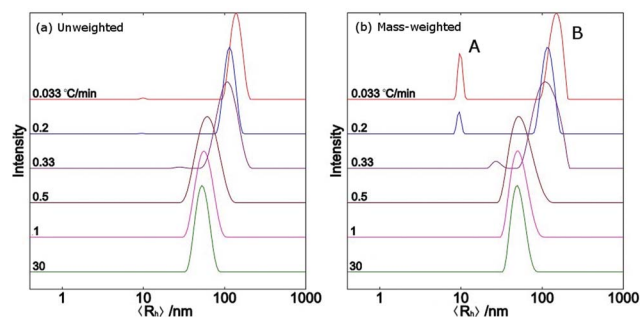 (a) Unweighted
0.033 °C/min
0.2
0.33
0.5
1
30
Intensity
1 10 100 1000
⟨Rₕ⟩ /nm
(b) Mass-weighted
A
B
0.033 °C/min
0.2
0.33
0.5
1
30
Intensity
1 10 100 1000
⟨Rₕ⟩ /nm